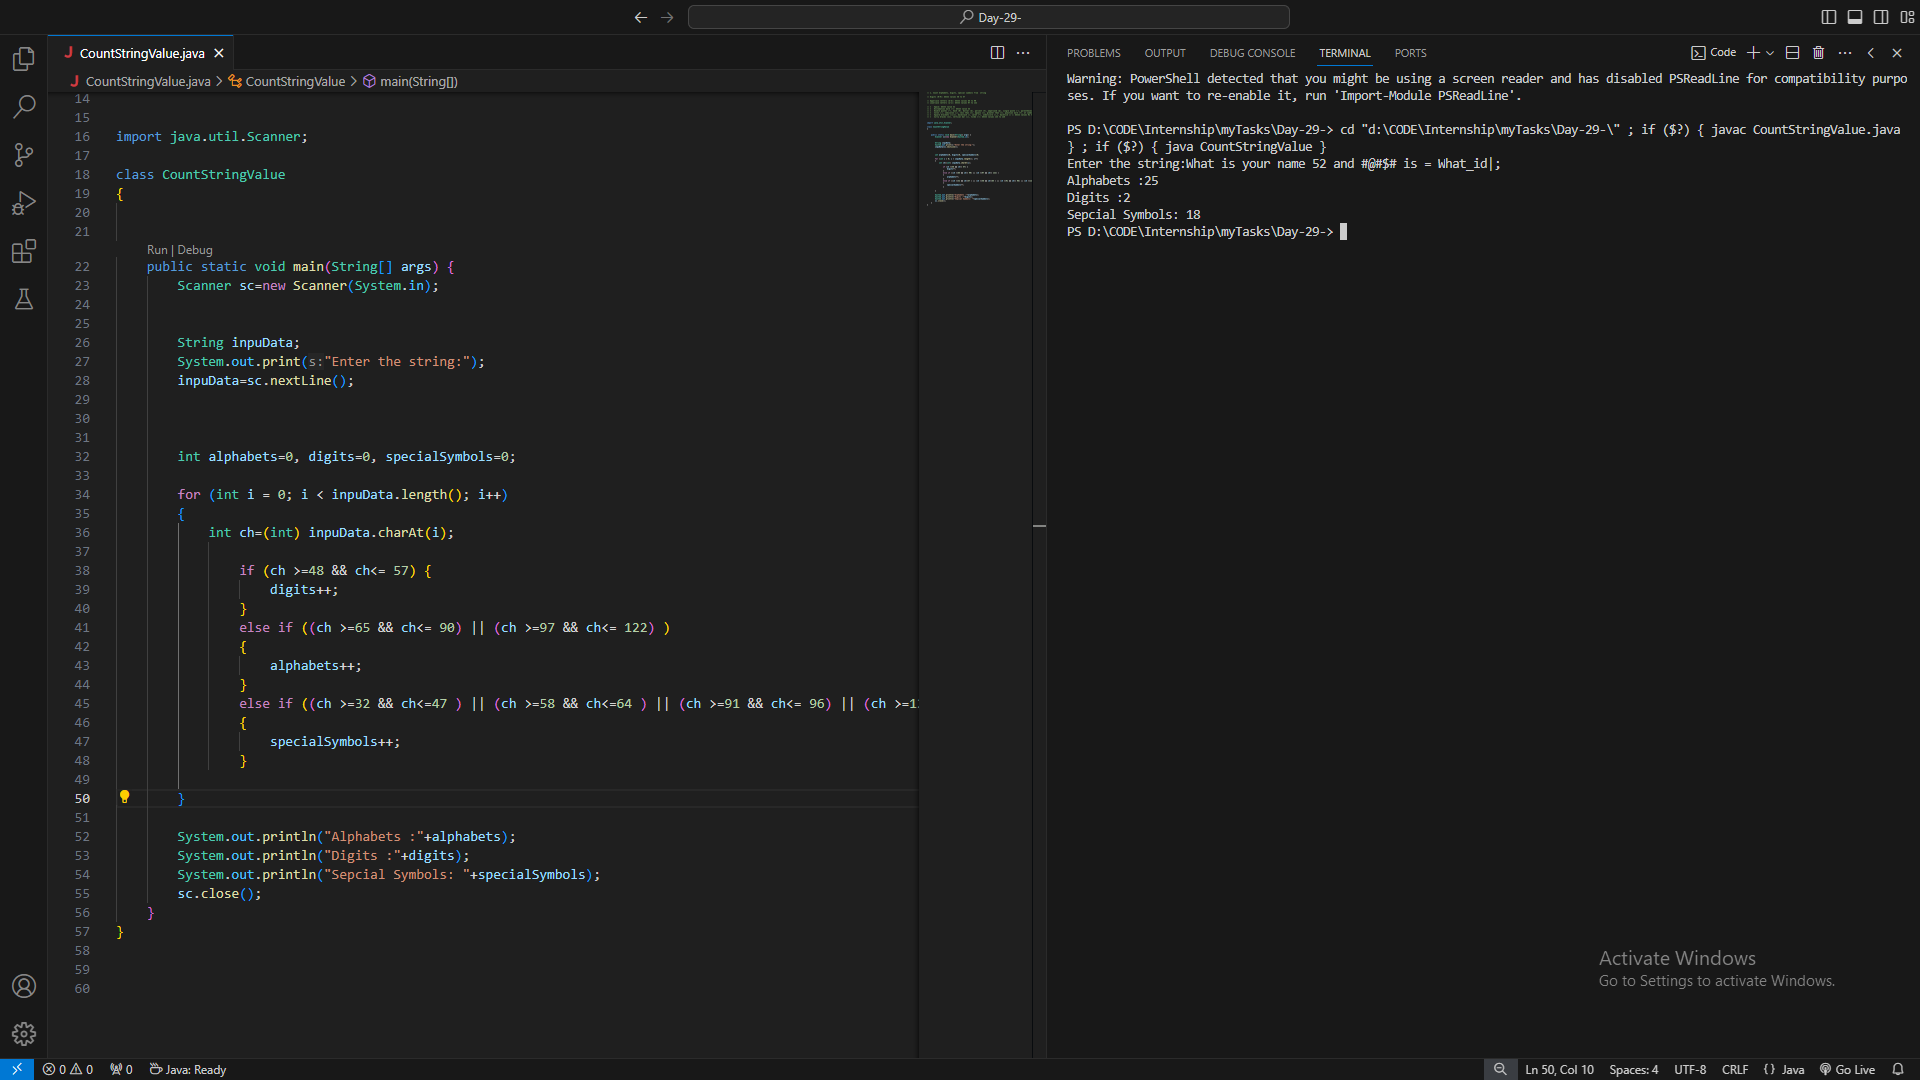 Day-29-
CountStringValue.java
CountStringValue.java > CountStringValue > main(String[])
14
15
16 import java.util.Scanner;
17
18 class CountStringValue
19 {
20
21
Run | Debug
22 public static void main(String[] args) {
23 Scanner sc=new Scanner(System.in);
24
25
26 String inpuData;
27 System.out.print(s:"Enter the string:");
28 inpuData=sc.nextLine();
29
30
31
32 int alphabets=0, digits=0, specialSymbols=0;
33
34 for (int i = 0; i < inpuData.length(); i++)
35 {
36 int ch=(int) inpuData.charAt(i);
37
38 if (ch >=48 && ch<= 57) {
39 digits++;
40 }
41 else if ((ch >=65 && ch<= 90) || (ch >=97 && ch<= 122) )
42 {
43 alphabets++;
44 }
45 else if ((ch >=32 && ch<=47 ) || (ch >=58 && ch<=64 ) || (ch >=91 && ch<= 96) || (ch >=1
46 {
47 specialSymbols++;
48 }
49
50 }
51
52 System.out.println("Alphabets :"+alphabets);
53 System.out.println("Digits :"+digits);
54 System.out.println("Sepcial Symbols: "+specialSymbols);
55 sc.close();
56 }
57 }
58
59
60
PROBLEMS OUTPUT DEBUG CONSOLE TERMINAL PORTS Code
Warning: PowerShell detected that you might be using a screen reader and has disabled PSReadLine for compatibility purpo
ses. If you want to re-enable it, run 'Import-Module PSReadLine'.
PS D:\CODE\Internship\myTasks\Day-29-> cd "d:\CODE\Internship\myTasks\Day-29-\" ; if ($?) { javac CountStringValue.java
} ; if ($?) { java CountStringValue }
Enter the string:What is your name 52 and #@#$# is = What_id|;
Alphabets :25
Digits :2
Sepcial Symbols: 18
PS D:\CODE\Internship\myTasks\Day-29->
Activate Windows
Go to Settings to activate Windows.
0 0 0 Java: Ready Ln 50, Col 10 Spaces: 4 UTF-8 CRLF {} Java Go Live